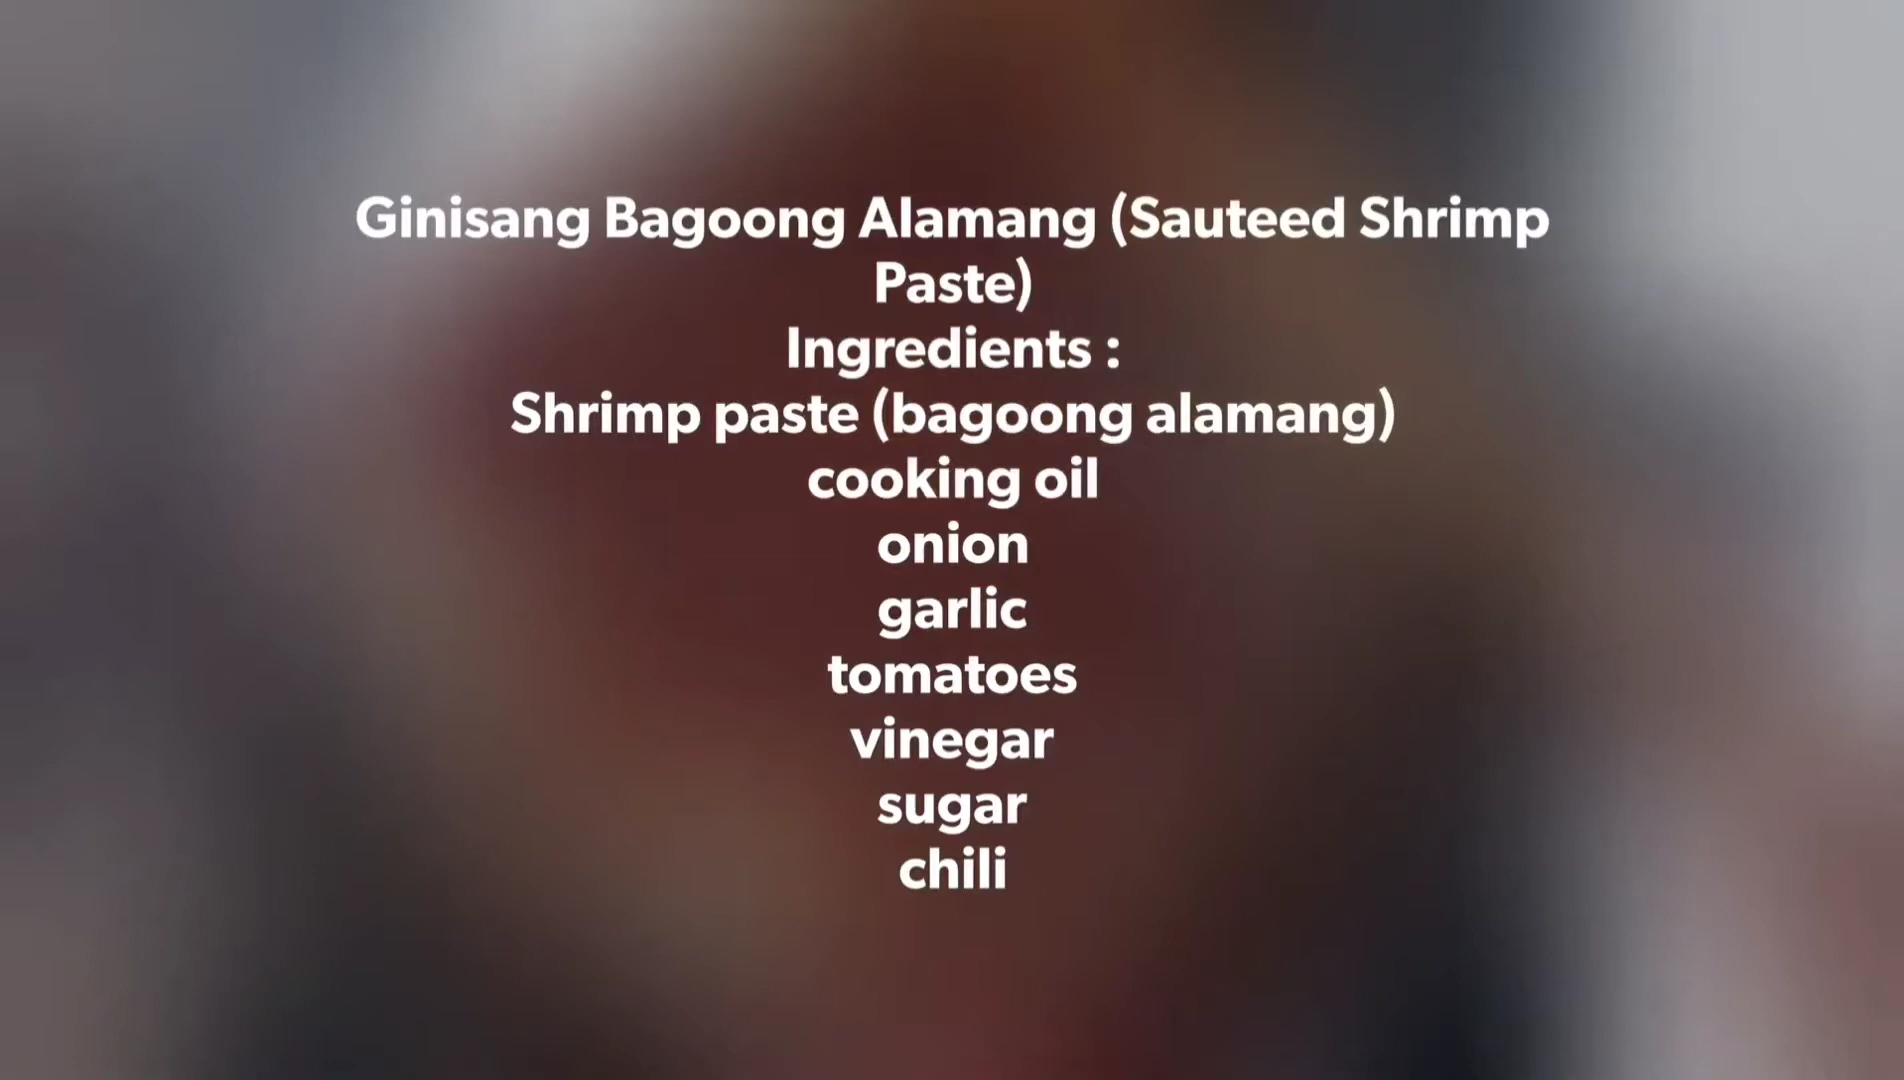 Ginisang Bagoong Alamang (Sauteed Shrimp
Paste)
Ingredients :
Shrimp paste (bagoong alamang)
cooking oil
onion
garlic
tomatoes
vinegar
sugar
chili